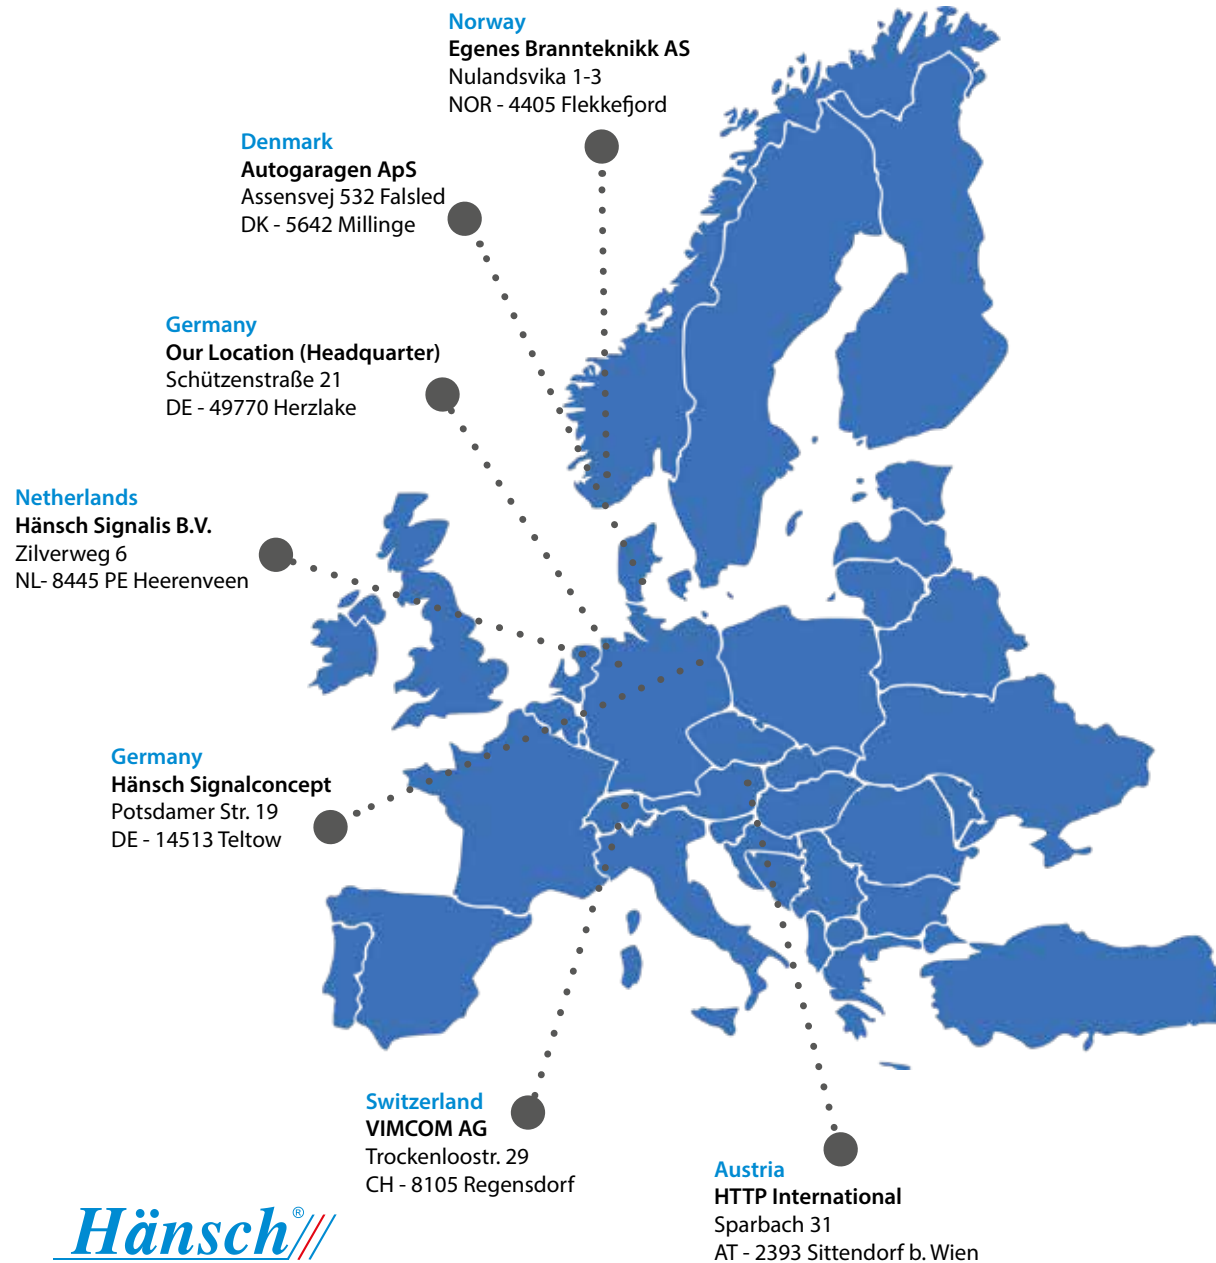 Norway
Egenes Brannteknikk AS
Nulandsvika 1-3
NOR - 4405 Flekkefjord
Denmark
Autogaragen ApS
Assensvej 532 Falsled
DK - 5642 Millinge
Germany
Our Location (Headquarter)
Schützenstraße 21
DE - 49770 Herzlake
Netherlands
Hänsch Signalis B.V.
Zilverweg 6
NL- 8445 PE Heerenveen
Germany
Hänsch Signalconcept
Potsdamer Str. 19
DE - 14513 Teltow
Switzerland
VIMCOM AG
Trockenloostr. 29
CH - 8105 Regensdorf
Austria
HTTP International
Sparbach 31
AT - 2393 Sittendorf b. Wien
Hänsch®